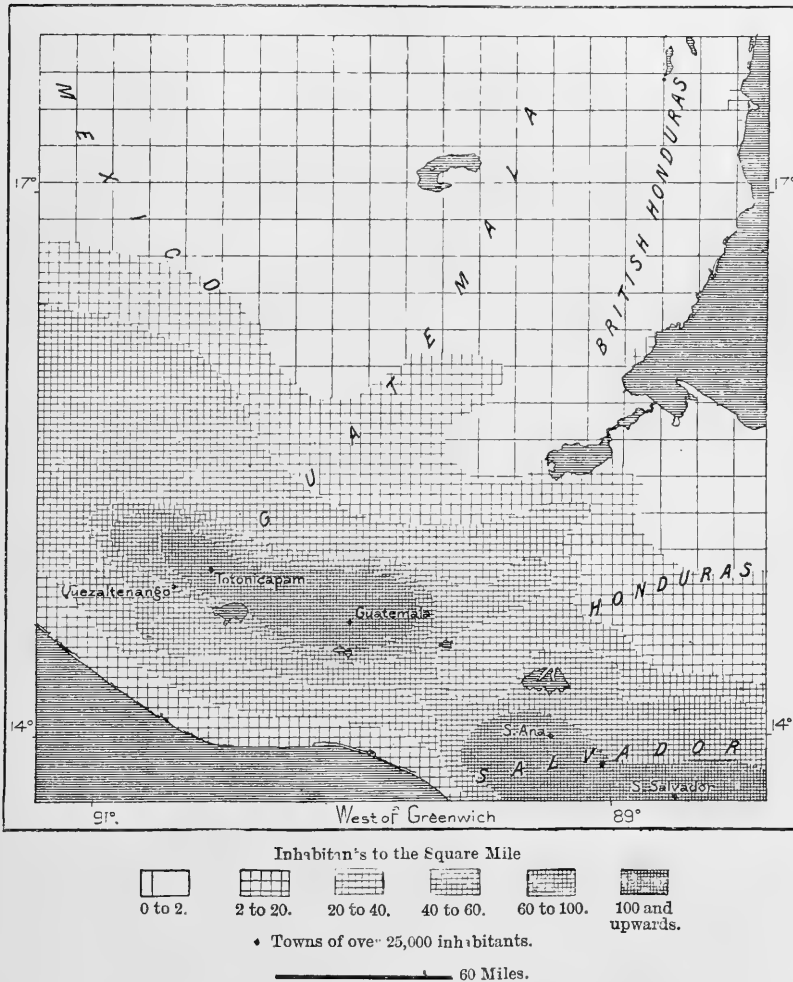 MEXICO
GUATEMALA
BRITISH HONDURAS
17°
17°
Totonicapam
Quezaltenango
Guatemala
HONDURAS
14°
14°
S. Ana
SALVADOR
S. Salvador
91°.
West of Greenwich
89°
Inhabitants to the Square Mile
0 to 2.
2 to 20.
20 to 40.
40 to 60.
60 to 100.
100 and
upwards.
Towns of over 25,000 inhabitants.
60 Miles.